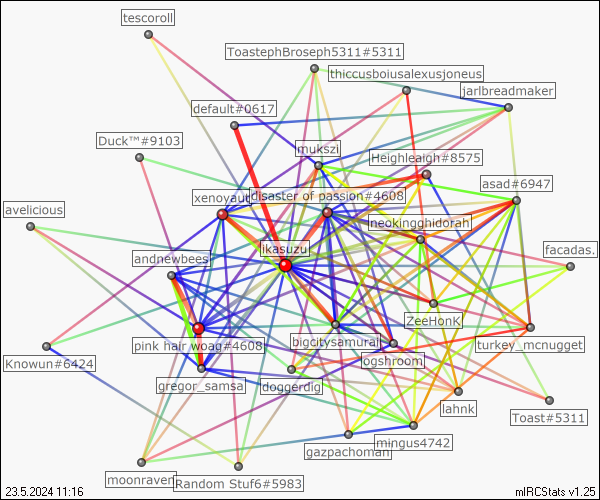 tescoroll
ToastephBroseph5311#5311
thiccusboiusalexusjoneus
jarlbreadmaker
default#0617
Duck™#9103
mukszi
Heighleaigh#8575
asad#6947
xenoyaut
disaster of passion#4608
avelicious
neokingghidorah
likasuzu
facadas.
andnewbees
ZeeHonK
pink hair woag#4608
bigcitysamurai
turkey_mcnugget
Knowun#6424
ogshroom
gregor_samsa
doggerdig
lahnk
Toast#5311
gazpachoman
mingus4742
moonraven
Random Stuf6#5983
23.5.2024 11:16
mIRCStats v1.25